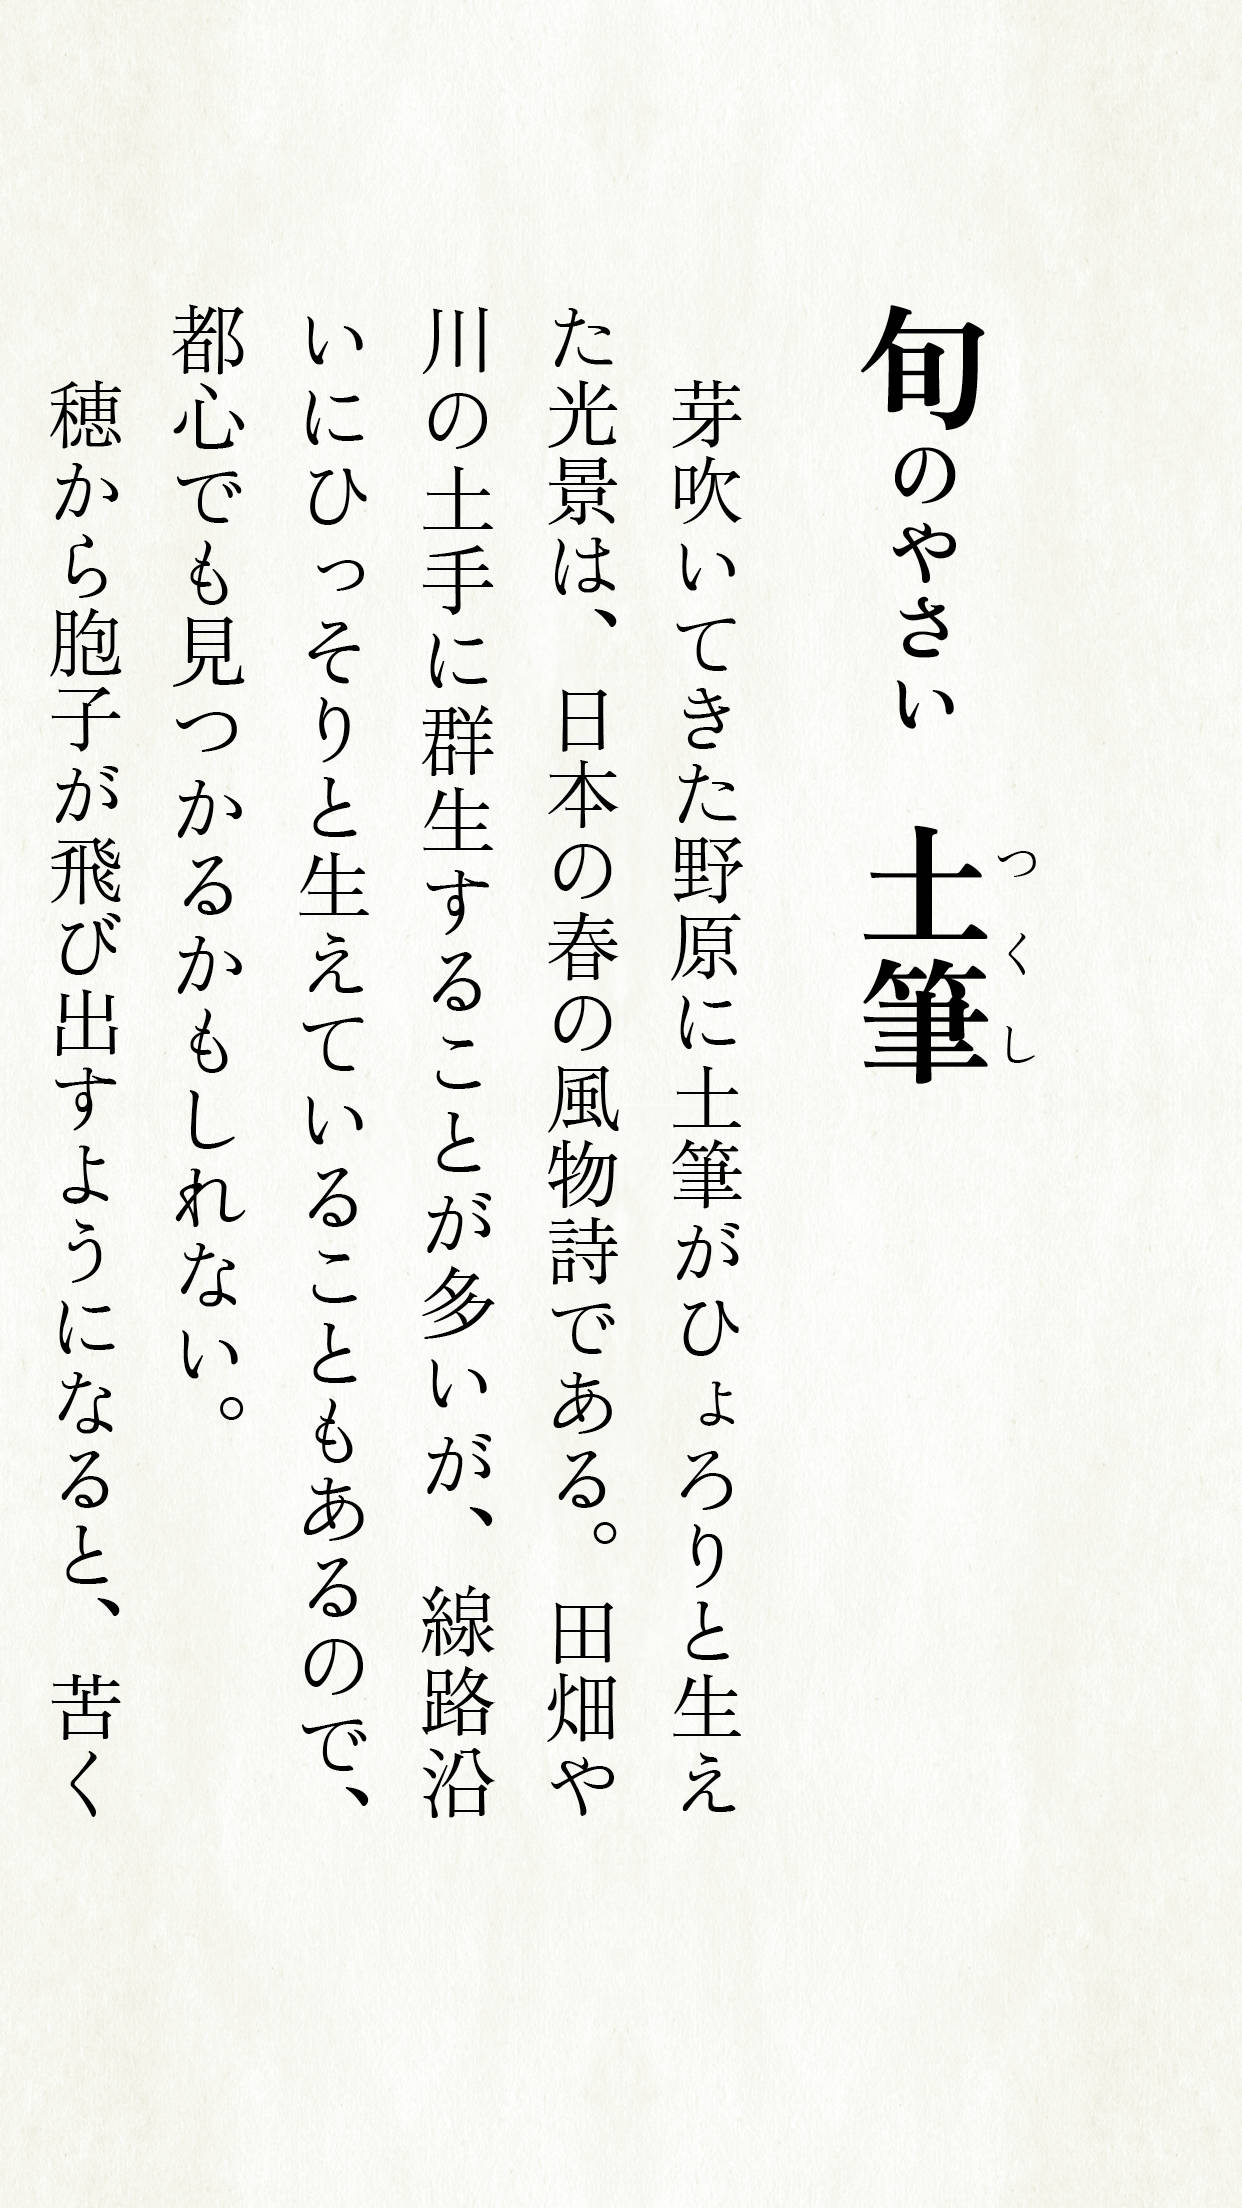 旬のやさい 土筆
つくし
芽吹いてきた野原に土筆がひょろりと生え
た光景は、日本の春の風物詩である。田畑や
川の土手に群生することが多いが、線路沿
いにひっそりと生えていることもあるので、
都心でも見つかるかもしれない。
穂から胞子が飛び出すようになると、苦く